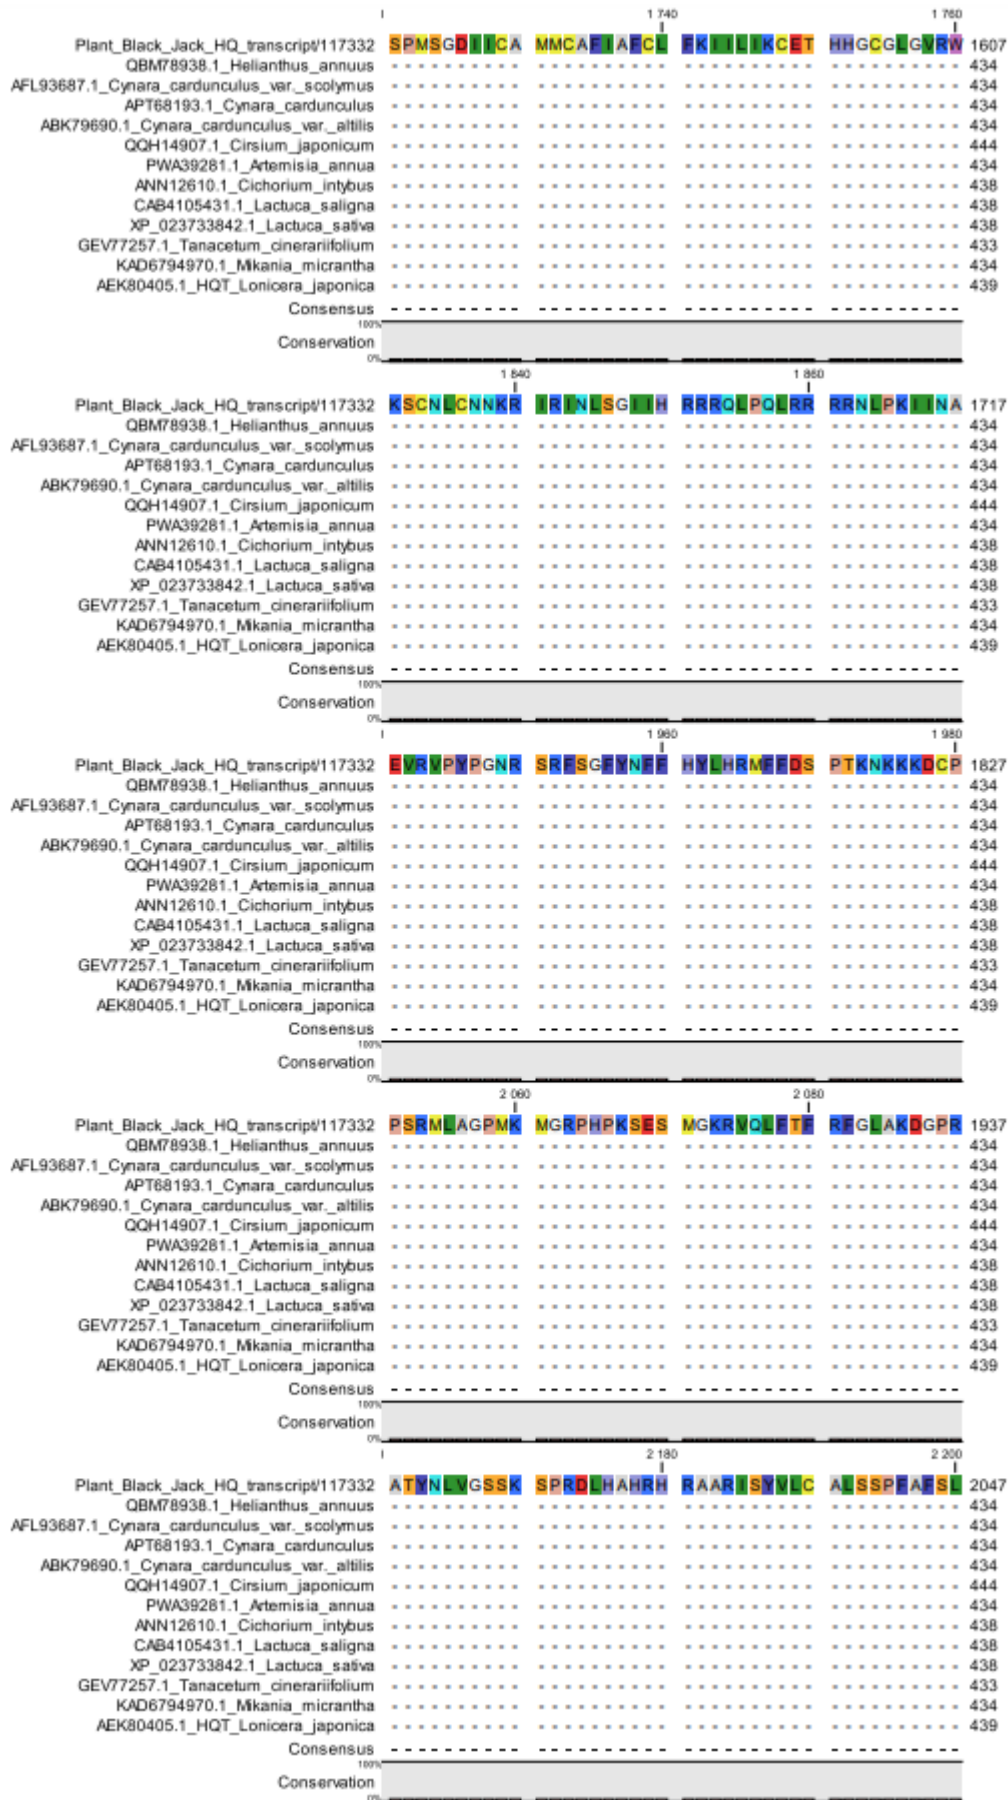 1 740 1 760
Plant_Black_Jack_HQ_transcript/117332 SPMSGDIICA MMCAFIAFCL FKIILIKCET HHGCGLGVRW 1607
QBM78938.1_Helianthus_annuus ---------- ---------- ---------- ---------- 434
AFL93687.1_Cynara_cardunculus_var._scolymus ---------- ---------- ---------- ---------- 434
APT68193.1_Cynara_cardunculus ---------- ---------- ---------- ---------- 434
ABK79690.1_Cynara_cardunculus_var._altilis ---------- ---------- ---------- ---------- 434
QQH14907.1_Cirsium_japonicum ---------- ---------- ---------- ---------- 444
PWA39281.1_Artemisia_annua ---------- ---------- ---------- ---------- 434
ANN12610.1_Cichorium_intybus ---------- ---------- ---------- ---------- 438
CAB4105431.1_Lactuca_saligna ---------- ---------- ---------- ---------- 438
XP_023733842.1_Lactuca_sativa ---------- ---------- ---------- ---------- 438
GEV77257.1_Tanacetum_cinerariifolium ---------- ---------- ---------- ---------- 433
KAD6794970.1_Mikania_micrantha ---------- ---------- ---------- ---------- 434
AEK80405.1_HQT_Lonicera_japonica ---------- ---------- ---------- ---------- 439
Consensus ---------- ---------- ---------- ----------
100%
Conservation
0%
1 840 1 860
Plant_Black_Jack_HQ_transcript/117332 KSCNLCNNKR IRINLSGIIH RRRQLPQLRR RRNLPKIINA 1717
QBM78938.1_Helianthus_annuus ---------- ---------- ---------- ---------- 434
AFL93687.1_Cynara_cardunculus_var._scolymus ---------- ---------- ---------- ---------- 434
APT68193.1_Cynara_cardunculus ---------- ---------- ---------- ---------- 434
ABK79690.1_Cynara_cardunculus_var._altilis ---------- ---------- ---------- ---------- 434
QQH14907.1_Cirsium_japonicum ---------- ---------- ---------- ---------- 444
PWA39281.1_Artemisia_annua ---------- ---------- ---------- ---------- 434
ANN12610.1_Cichorium_intybus ---------- ---------- ---------- ---------- 438
CAB4105431.1_Lactuca_saligna ---------- ---------- ---------- ---------- 438
XP_023733842.1_Lactuca_sativa ---------- ---------- ---------- ---------- 438
GEV77257.1_Tanacetum_cinerariifolium ---------- ---------- ---------- ---------- 433
KAD6794970.1_Mikania_micrantha ---------- ---------- ---------- ---------- 434
AEK80405.1_HQT_Lonicera_japonica ---------- ---------- ---------- ---------- 439
Consensus ---------- ---------- ---------- ----------
100%
Conservation
0%
1 960 1 980
Plant_Black_Jack_HQ_transcript/117332 EVRVPYPGNR SRFSGFYNFF HYLHRMFFDS PTKNKKKDCP 1827
QBM78938.1_Helianthus_annuus ---------- ---------- ---------- ---------- 434
AFL93687.1_Cynara_cardunculus_var._scolymus ---------- ---------- ---------- ---------- 434
APT68193.1_Cynara_cardunculus ---------- ---------- ---------- ---------- 434
ABK79690.1_Cynara_cardunculus_var._altilis ---------- ---------- ---------- ---------- 434
QQH14907.1_Cirsium_japonicum ---------- ---------- ---------- ---------- 444
PWA39281.1_Artemisia_annua ---------- ---------- ---------- ---------- 434
ANN12610.1_Cichorium_intybus ---------- ---------- ---------- ---------- 438
CAB4105431.1_Lactuca_saligna ---------- ---------- ---------- ---------- 438
XP_023733842.1_Lactuca_sativa ---------- ---------- ---------- ---------- 438
GEV77257.1_Tanacetum_cinerariifolium ---------- ---------- ---------- ---------- 433
KAD6794970.1_Mikania_micrantha ---------- ---------- ---------- ---------- 434
AEK80405.1_HQT_Lonicera_japonica ---------- ---------- ---------- ---------- 439
Consensus ---------- ---------- ---------- ----------
100%
Conservation
0%
2 060 2 080
Plant_Black_Jack_HQ_transcript/117332 PSRMLAGPMK MGRPHPKSES MGKRVQLFTF RFGLAKDGPR 1937
QBM78938.1_Helianthus_annuus ---------- ---------- ---------- ---------- 434
AFL93687.1_Cynara_cardunculus_var._scolymus ---------- ---------- ---------- ---------- 434
APT68193.1_Cynara_cardunculus ---------- ---------- ---------- ---------- 434
ABK79690.1_Cynara_cardunculus_var._altilis ---------- ---------- ---------- ---------- 434
QQH14907.1_Cirsium_japonicum ---------- ---------- ---------- ---------- 444
PWA39281.1_Artemisia_annua ---------- ---------- ---------- ---------- 434
ANN12610.1_Cichorium_intybus ---------- ---------- ---------- ---------- 438
CAB4105431.1_Lactuca_saligna ---------- ---------- ---------- ---------- 438
XP_023733842.1_Lactuca_sativa ---------- ---------- ---------- ---------- 438
GEV77257.1_Tanacetum_cinerariifolium ---------- ---------- ---------- ---------- 433
KAD6794970.1_Mikania_micrantha ---------- ---------- ---------- ---------- 434
AEK80405.1_HQT_Lonicera_japonica ---------- ---------- ---------- ---------- 439
Consensus ---------- ---------- ---------- ----------
100%
Conservation
0%
2 180 2 200
Plant_Black_Jack_HQ_transcript/117332 ATYNLVGSSK SPRDLHAHRH RAARISYVLC ALSSPFAFSL 2047
QBM78938.1_Helianthus_annuus ---------- ---------- ---------- ---------- 434
AFL93687.1_Cynara_cardunculus_var._scolymus ---------- ---------- ---------- ---------- 434
APT68193.1_Cynara_cardunculus ---------- ---------- ---------- ---------- 434
ABK79690.1_Cynara_cardunculus_var._altilis ---------- ---------- ---------- ---------- 434
QQH14907.1_Cirsium_japonicum ---------- ---------- ---------- ---------- 444
PWA39281.1_Artemisia_annua ---------- ---------- ---------- ---------- 434
ANN12610.1_Cichorium_intybus ---------- ---------- ---------- ---------- 438
CAB4105431.1_Lactuca_saligna ---------- ---------- ---------- ---------- 438
XP_023733842.1_Lactuca_sativa ---------- ---------- ---------- ---------- 438
GEV77257.1_Tanacetum_cinerariifolium ---------- ---------- ---------- ---------- 433
KAD6794970.1_Mikania_micrantha ---------- ---------- ---------- ---------- 434
AEK80405.1_HQT_Lonicera_japonica ---------- ---------- ---------- ---------- 439
Consensus ---------- ---------- ---------- ----------
100%
Conservation
0%